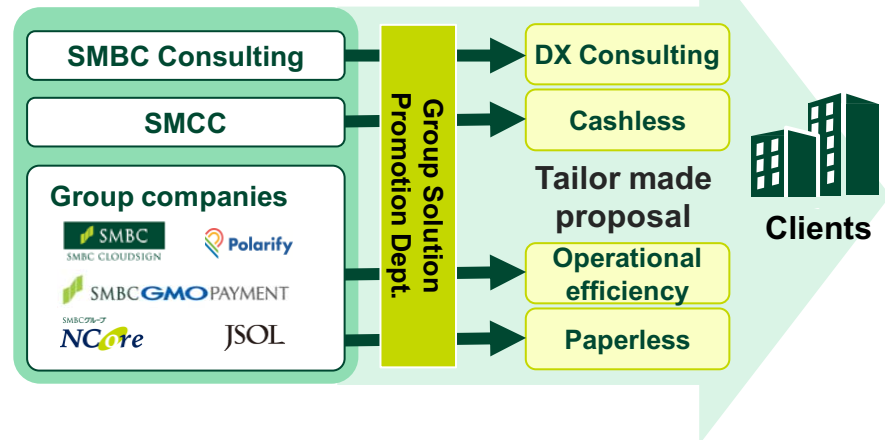 SMBC Consulting
SMCC
Group companies
SMBC
SMBC CLOUDSIGN
Polarify
SMBC GMO PAYMENT
SMBCグループ
NCore
JSOL
Group Solution
Promotion Dept.
DX Consulting
Cashless
Tailor made
proposal
Operational
efficiency
Paperless
Clients